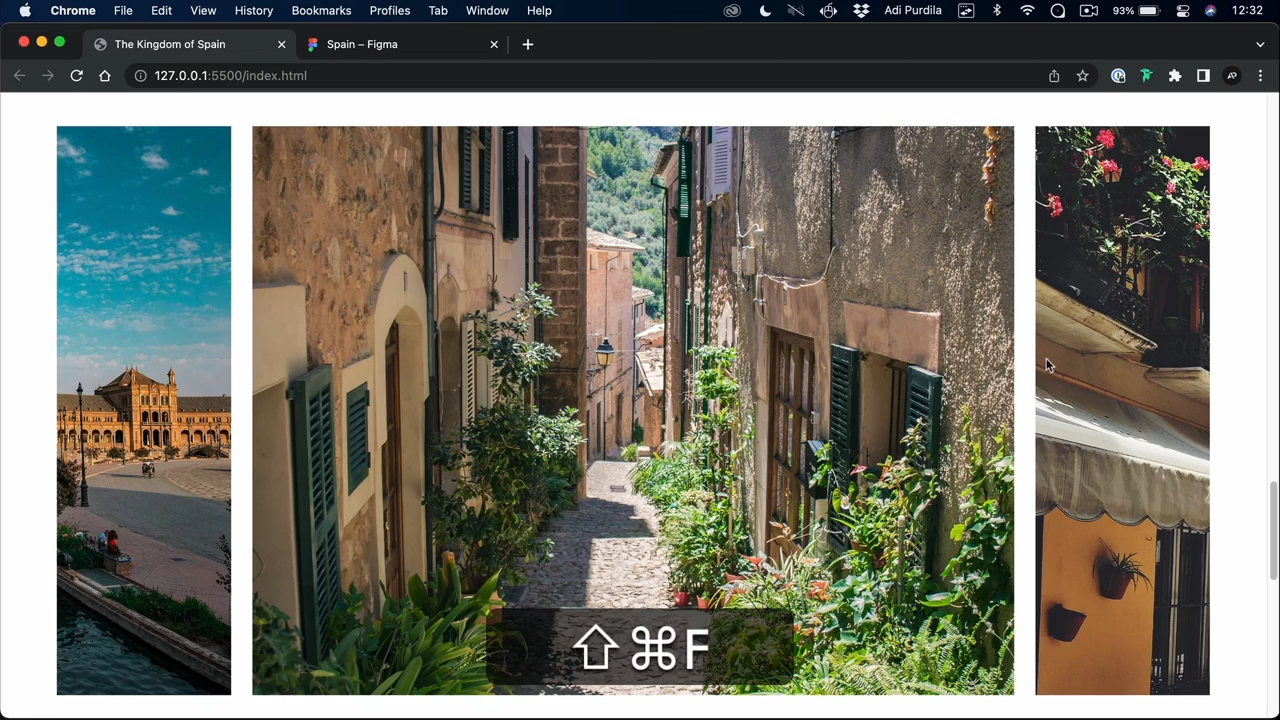 Chrome File Edit View History Bookmarks Profiles Tab Window Help Adi Purdila 93% 12:32
The Kingdom of Spain
Spain – Figma
127.0.0.1:5500/index.html
AP
⇧⌘F